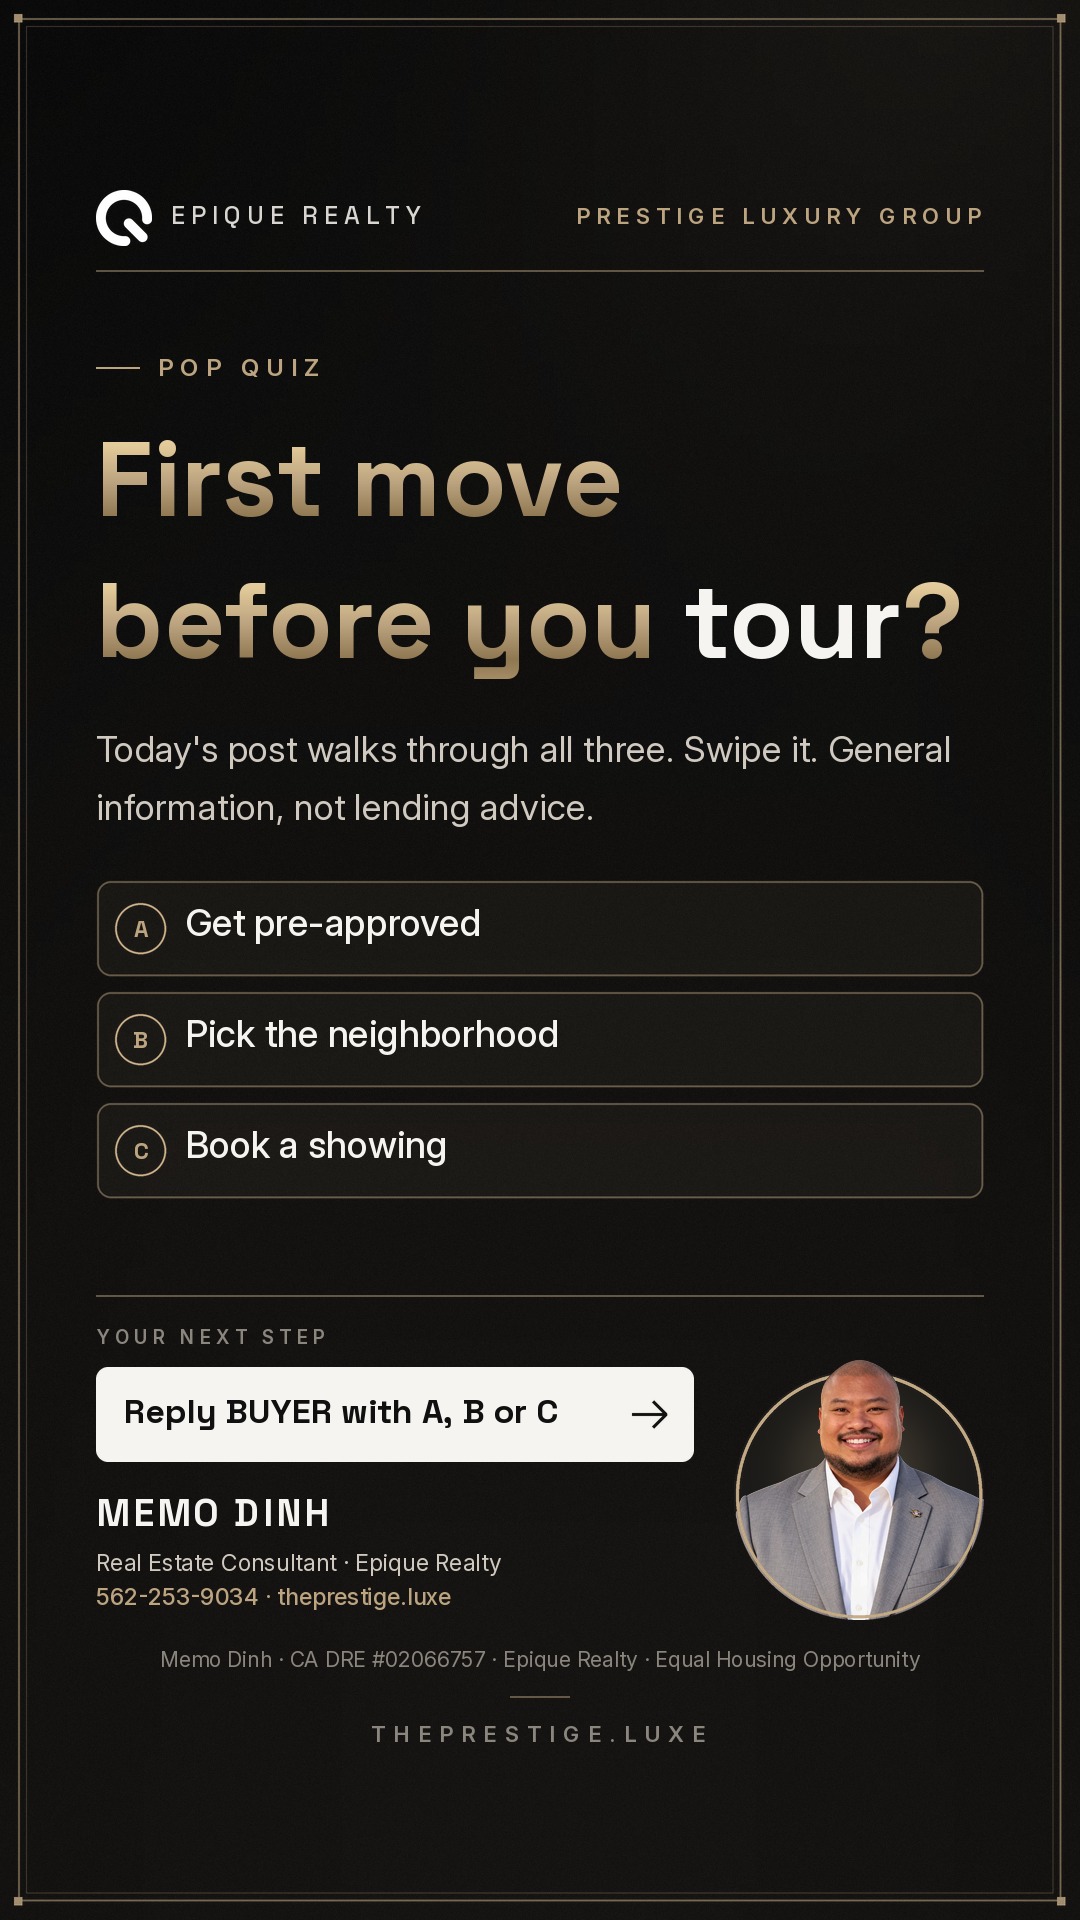 EPIQUE REALTY
PRESTIGE LUXURY GROUP
POP QUIZ
First move
before you tour?
Today's post walks through all three. Swipe it. General
information, not lending advice.
A Get pre-approved
B Pick the neighborhood
C Book a showing
YOUR NEXT STEP
Reply BUYER with A, B or C →
MEMO DINH
Real Estate Consultant · Epique Realty
562-253-9034 · theprestige.luxe
Memo Dinh · CA DRE #02066757 · Epique Realty · Equal Housing Opportunity
THEPRESTIGE.LUXE